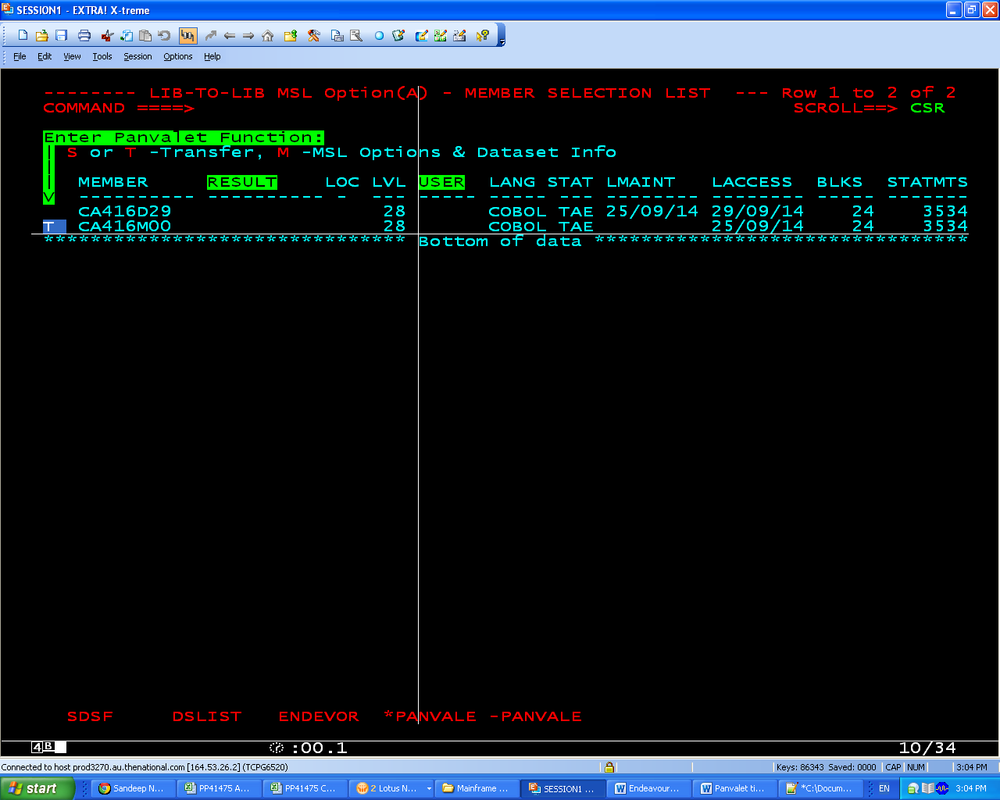 SESSION1 - EXTRA! X-treme
File Edit View Tools Session Options Help
-------- LIB-TO-LIB MSL Option(A) - MEMBER SELECTION LIST --- Row 1 to 2 of 2
COMMAND ====> SCROLL==> CSR
Enter Panvalet Function:
S or T -Transfer, M -MSL Options & Dataset Info
MEMBER RESULT LOC LVL USER LANG STAT LMAINT LACCESS BLKS STATMTS
V ---------- ---------- - --- ----- ----- --- -------- -------- ----- -------
CA416D29 28 COBOL TAE 25/09/14 29/09/14 24 3534
T CA416M00 28 COBOL TAE 25/09/14 24 3534
******************************* Bottom of data ********************************
SDSF DSLIST ENDEVOR *PANVALE -PANVALE
4B :00.1 10/34
Connected to host prod3270.au.thenational.com [164.53.26.2] (TCPG6520) Keys: 86343 Saved: 0000 CAP NUM 3:04 PM
start Sandeep N... PP41475 A... PP41475 C... 2 Lotus N... Mainframe ... SESSION1 ... Endeavour... Panvalet ti... *C:\Docum... EN 3:04 PM